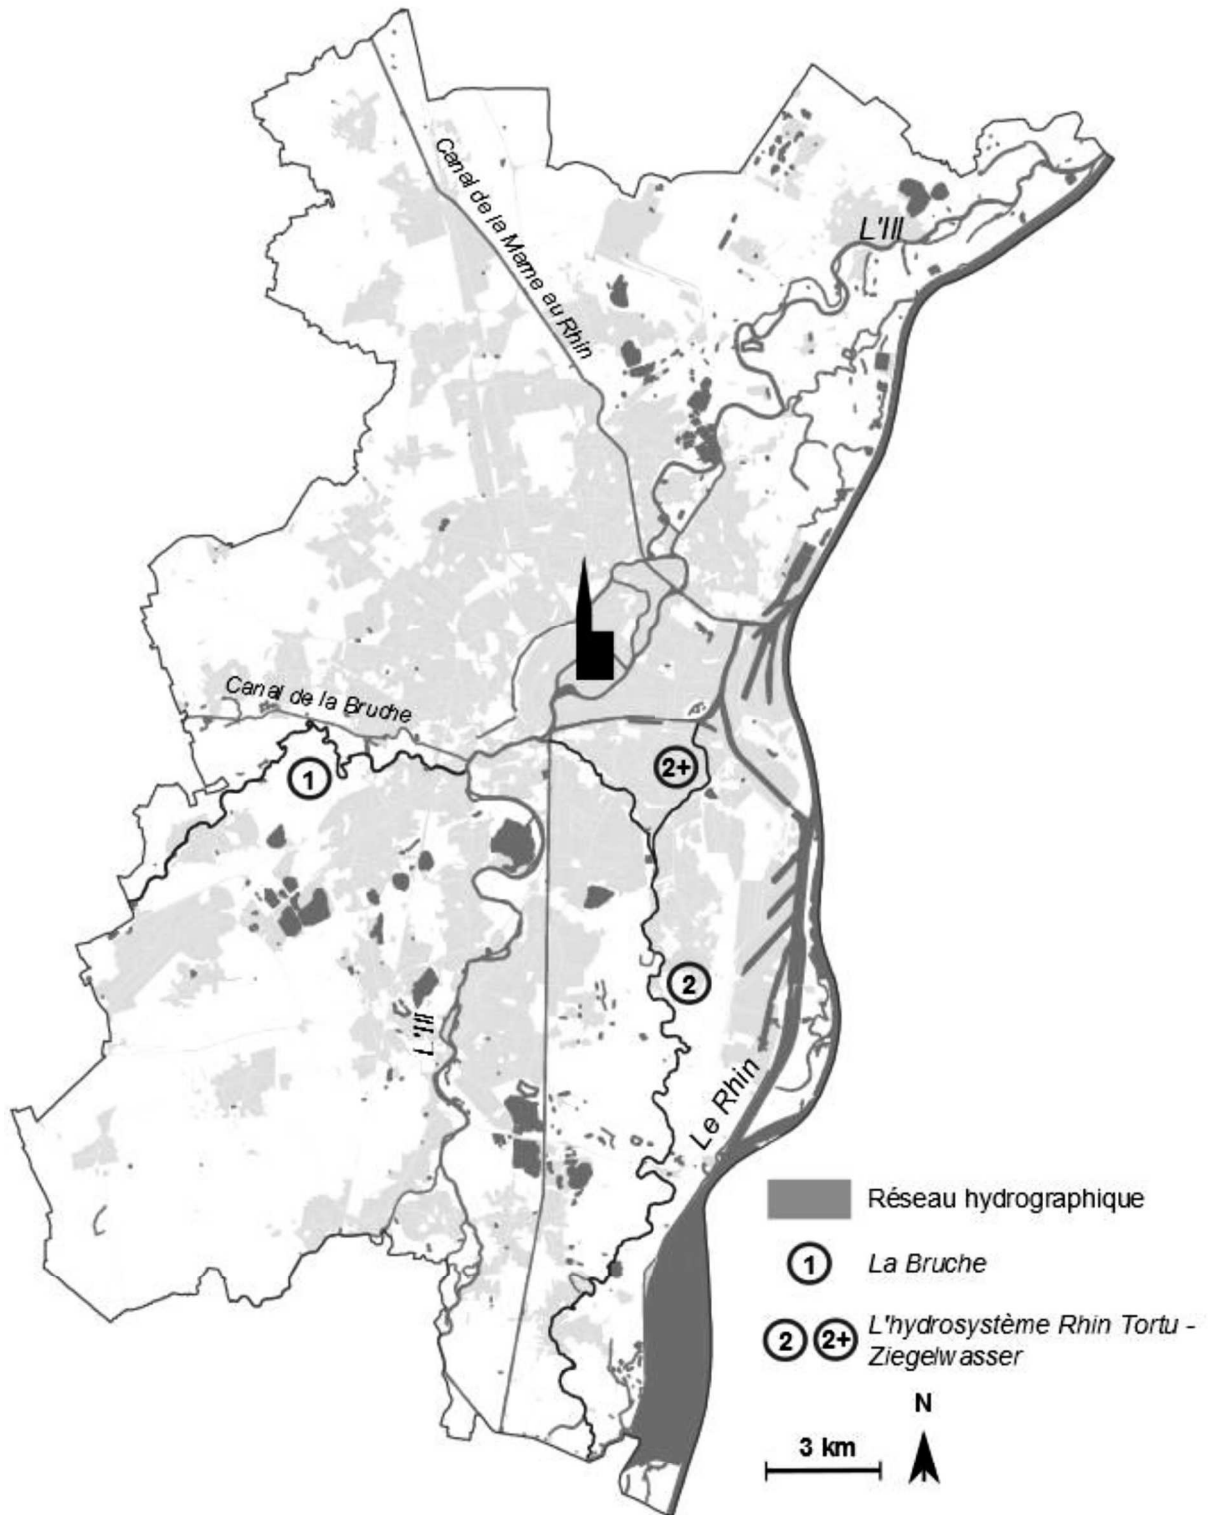 Canal de la Marne au Rhin
L'Ill
Canal de la Bruche
1
2+
2
L'Ill
Le Rhin
Réseau hydrographique
1 La Bruche
2 2+ L'hydrosystème Rhin Tortu -
Ziegelwasser
N
3 km